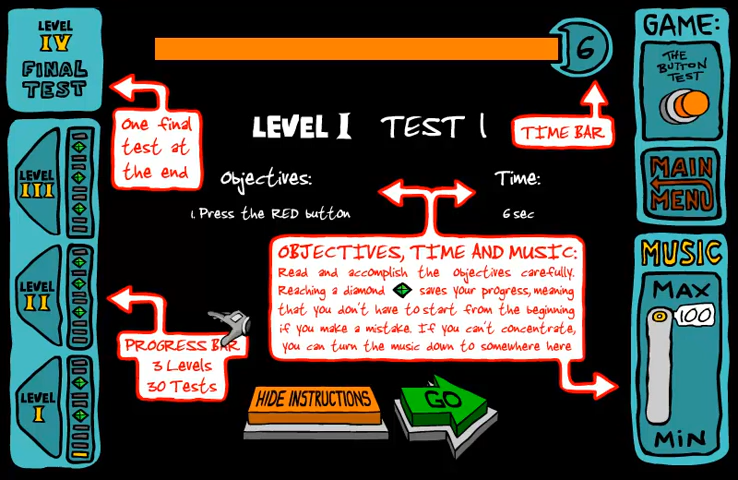 LEVEL
IV
FINAL
TEST
6
GAME:
THE
BUTTON
TEST
One final
test at
the end
LEVEL I TEST 1
TIME BAR
Objectives:
Time:
1. Press the RED button
6 sec
MAIN
MENU
LEVEL
III
LEVEL
II
LEVEL
I
OBJECTIVES, TIME AND MUSIC:
Read and accomplish the objectives carefully.
Reaching a diamond saves your progress, meaning
that you don't have to start from the beginning
if you make a mistake. If you can't concentrate,
you can turn the music down to somewhere here
PROGRESS BAR
3 Levels
30 Tests
HIDE INSTRUCTIONS
GO
MUSIC
MAX
100
MIN